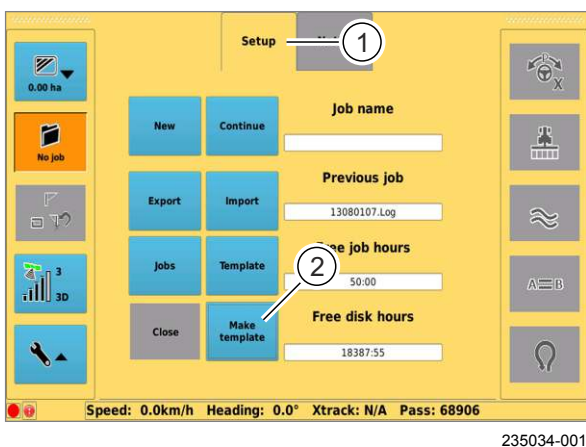 Setup
1
0.00 ha
No job
3
3D
New
Continue
Job name
Export
Import
Previous job
13080107.Log
Jobs
Template
job hours
2
50:00
Close
Make
template
Free disk hours
18387:55
X
A=B
Speed: 0.0km/h Heading: 0.0° Xtrack: N/A Pass: 68906
235034-001